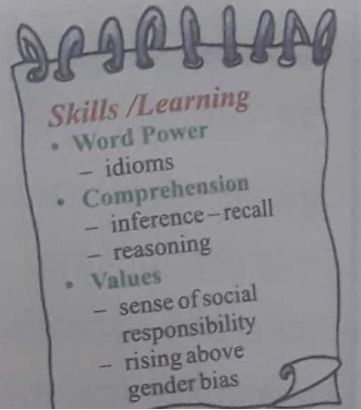 Skills /Learning
• Word Power
– idioms
• Comprehension
– inference – recall
– reasoning
• Values
– sense of social
responsibility
– rising above
gender bias